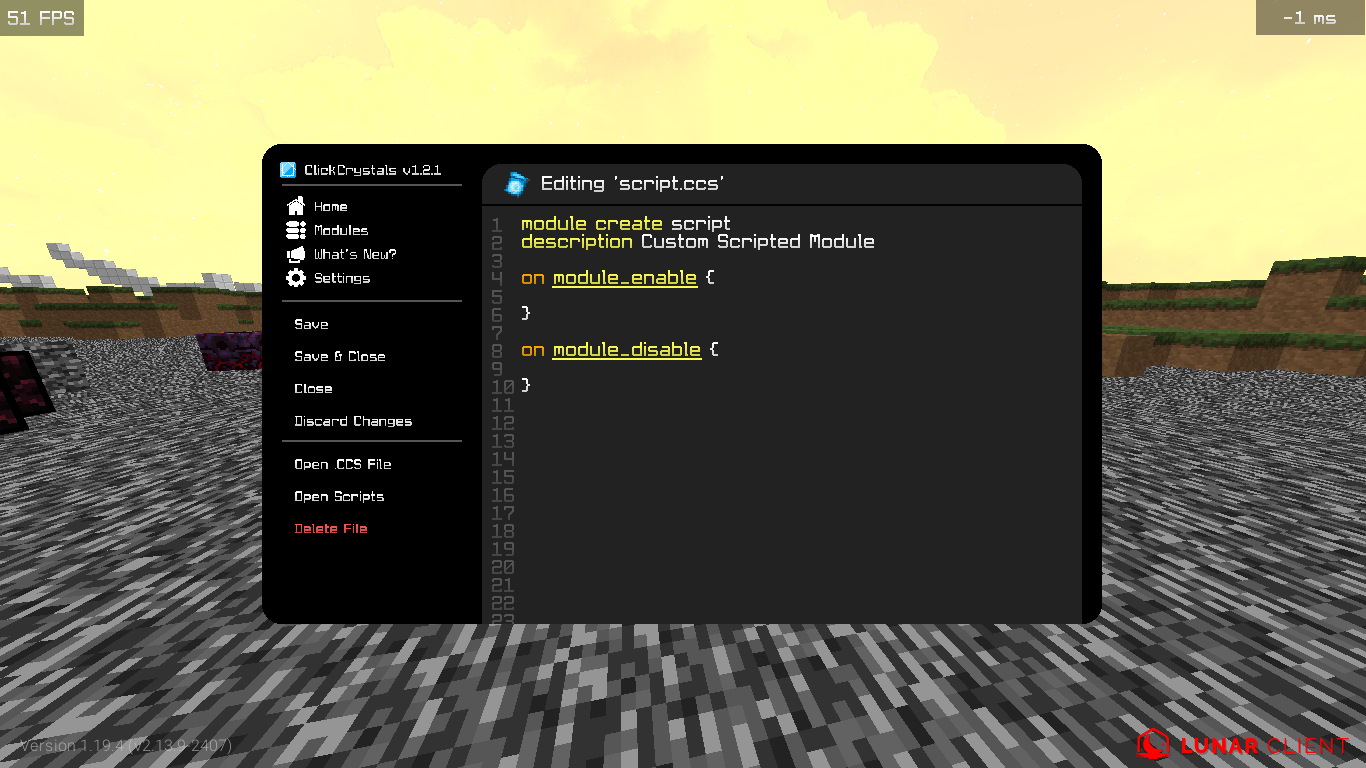 51 FPS
-1 ms
ClickCrystals v1.2.1
Home
Modules
What's New?
Settings
Save
Save & Close
Close
Discard Changes
Open .CCS File
Open Scripts
Delete File
Editing 'script.ccs'
1 module create script
2 description Custom Scripted Module
3
4 on module_enable {
5
6 }
7
8 on module_disable {
9
10 }
11
12
13
14
15
16
17
18
19
20
21
22
23
Version 1.19.4 (v2.13.9-2407)
LUNAR CLIENT